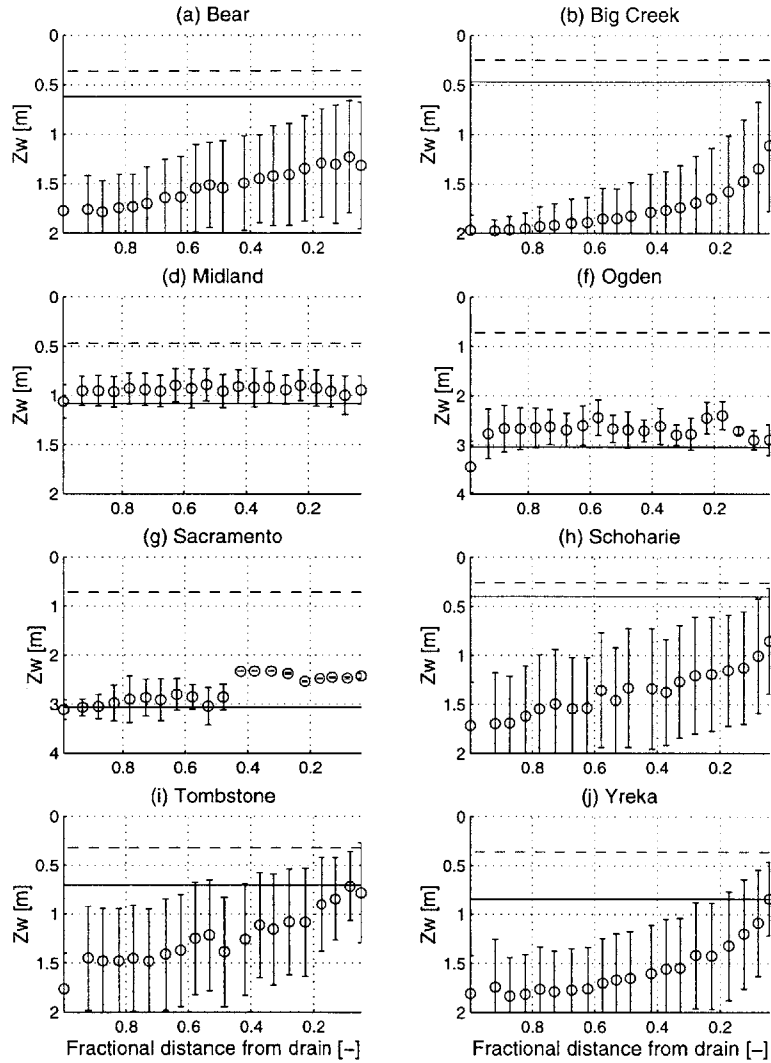 (a) Bear
(b) Big Creek
0
0.5
1
1.5
2
Zw [m]
0.8 0.6 0.4 0.2
0
0.5
1
1.5
2
Zw [m]
0.8 0.6 0.4 0.2
(d) Midland
(f) Ogden
0
0.5
1
1.5
2
Zw [m]
0.8 0.6 0.4 0.2
0
1
2
3
4
Zw [m]
0.8 0.6 0.4 0.2
(g) Sacramento
(h) Schoharie
0
1
2
3
4
Zw [m]
0.8 0.6 0.4 0.2
0
0.5
1
1.5
2
Zw [m]
0.8 0.6 0.4 0.2
(i) Tombstone
(j) Yreka
0
0.5
1
1.5
2
Zw [m]
0.8 0.6 0.4 0.2
Fractional distance from drain [–]
0
0.5
1
1.5
2
Zw [m]
0.8 0.6 0.4 0.2
Fractional distance from drain [–]